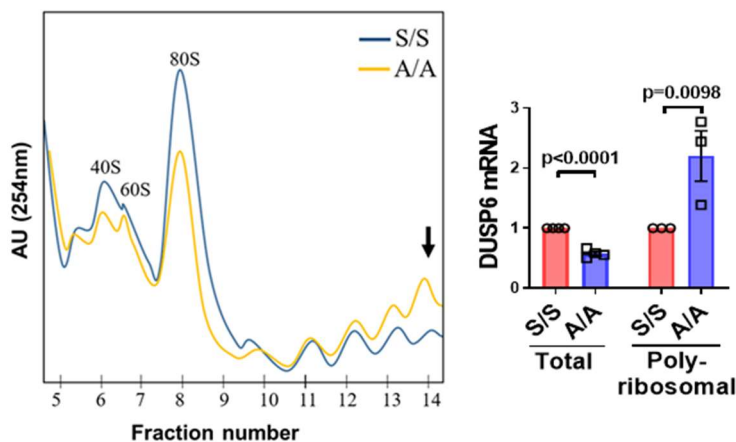 S/S
A/A
80S
40S
60S
AU (254nm)
5 6 7 8 9 10 11 12 13 14
Fraction number
p=0.0098
p<0.0001
DUSP6 mRNA
3
2
1
0
S/S A/A S/S A/A
Total Poly-
ribosomal